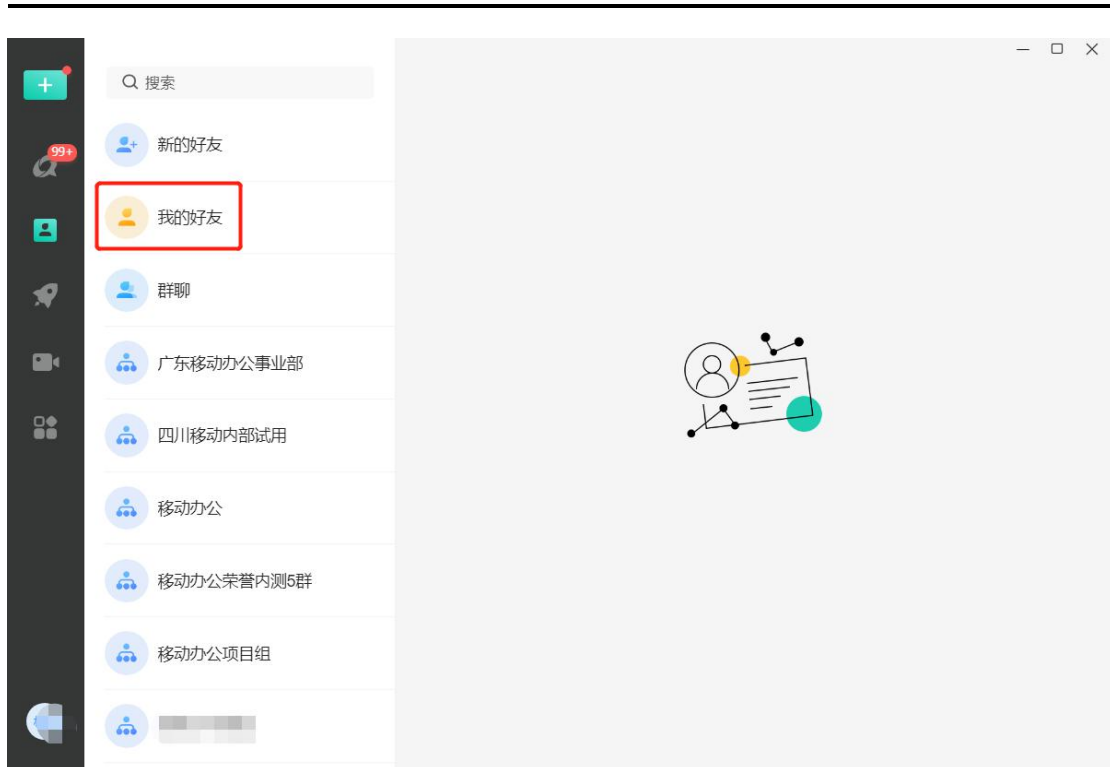 搜索
99+
新的好友
我的好友
群聊
广东移动办公事业部
四川移动内部试用
移动办公
移动办公荣誉内测5群
移动办公项目组